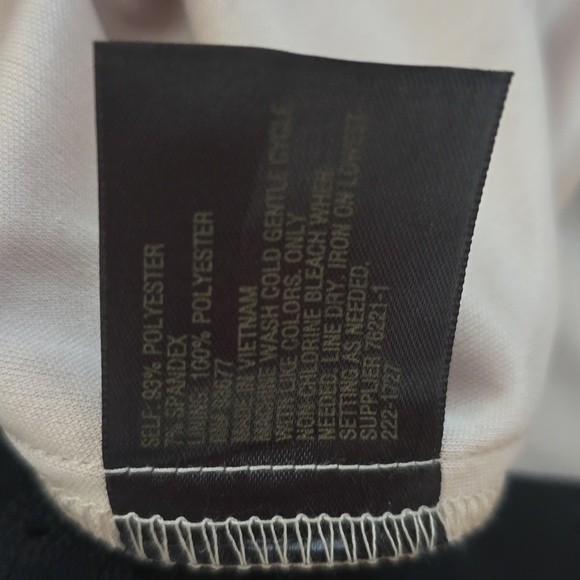 SELF: 93% POLYESTER
7% SPANDEX
LINING: 100% POLYESTER
MADE IN VIETNAM
MACHINE WASH COLD GENTLE CYCLE
WITH LIKE COLORS. ONLY
NON-CHLORINE BLEACH WHEN
NEEDED. LINE DRY. IRON ON LOWEST
SETTING AS NEEDED.
SUPPLIER 76221-1
222-1727